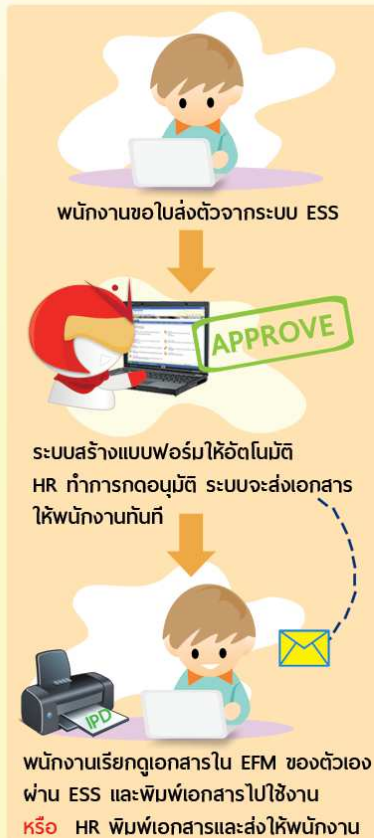 พนักงานขอใบส่งตัวจากระบบ ESS
APPROVE
ระบบสร้างแบบฟอร์มให้อัตโนมัติ
HR ทำการกดอนุมัติ ระบบจะส่งเอกสาร
ให้พนักงานทันที
IPD
พนักงานเรียกดูเอกสารใน EFM ของตัวเอง
ผ่าน ESS และพิมพ์เอกสารไปใช้งาน
หรือ HR พิมพ์เอกสารและส่งให้พนักงาน